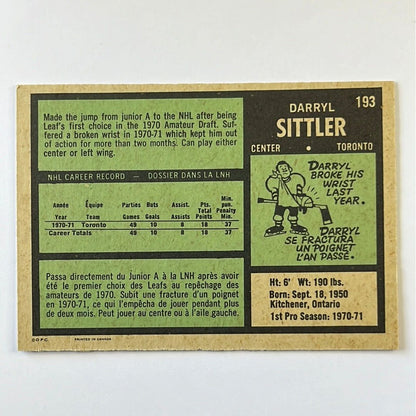 193
DARRYL
SITTLER
CENTER • TORONTO
Made the jump from junior A to the NHL after being
Leaf's first choice in the 1970 Amateur Draft. Suf-
fered a broken wrist in 1970-71 which kept him out
of action for more than two months. Can play either
center or left wing.
NHL CAREER RECORD — DOSSIER DANS LA LNH
Année Équipe Parties Buts Assist. Pts. Min. pun.
Year Team Games Goals Assists Total Points Penalty Min.
1970-71 Toronto 49 10 8 18 37
Career Totals 49 10 8 18 37
DARRYL
BROKE HIS
WRIST
LAST
YEAR.
DARRYL
SE FRACTURA
UN POIGNET
L'AN PASSÉ.
Passa directement du Junior A à la LNH après avoir
été le premier choix des Leafs au repêchage des
amateurs de 1970. Subit une fracture d'un poignet
en 1970-71, ce qui l'empêcha de jouer pendant plus
de deux mois. Peut jouer au centre ou à l'aile gauche.
Ht: 6' Wt: 190 lbs.
Born: Sept. 18, 1950
Kitchener, Ontario
1st Pro Season: 1970-71
©O.P.C. PRINTED IN CANADA